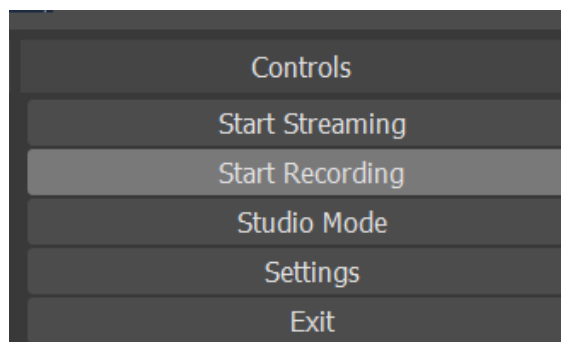 Controls
Start Streaming
Start Recording
Studio Mode
Settings
Exit